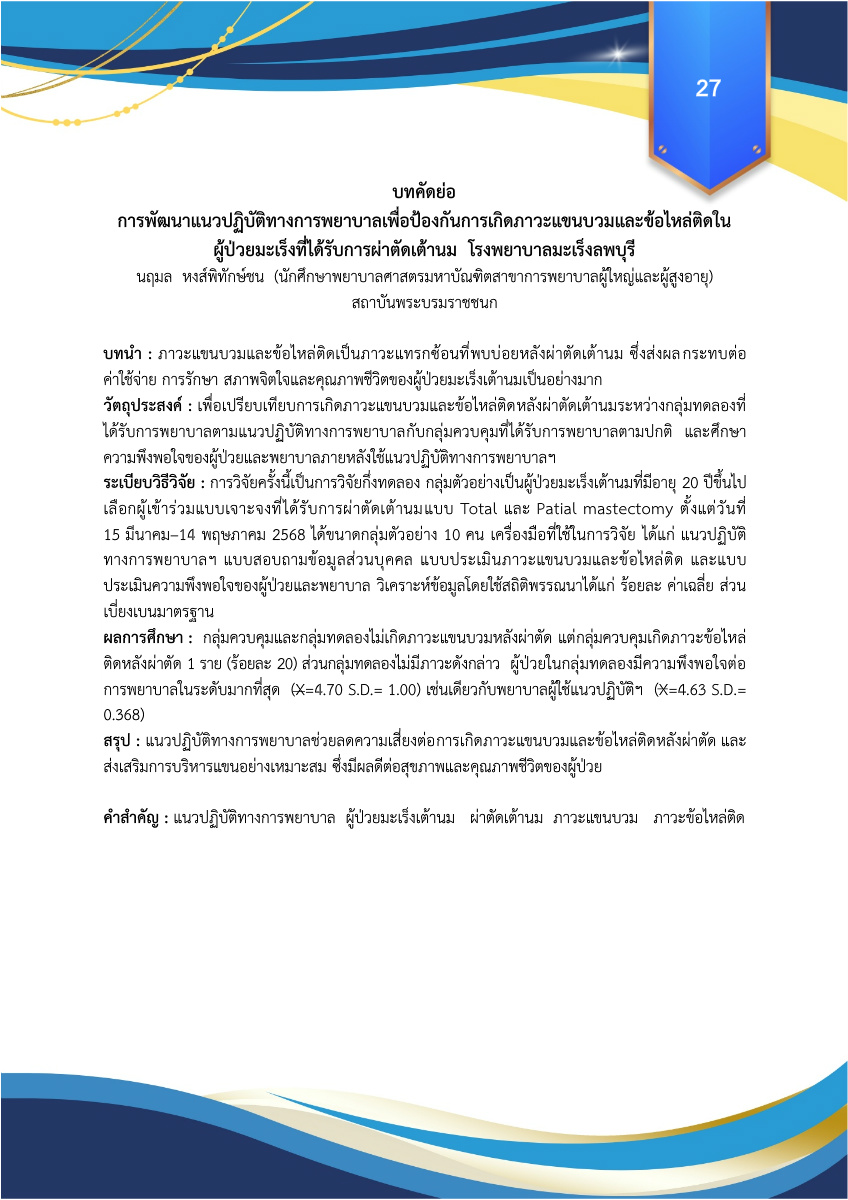 27
บทคัดย่อ
การพัฒนาแนวปฏิบัติทางการพยาบาลเพื่อป้องกันการเกิดภาวะแขนบวมและข้อไหล่ติดใน
ผู้ป่วยมะเร็งที่ได้รับการผ่าตัดเต้านม โรงพยาบาลมะเร็งลพบุรี
นฤมล หงส์พิทักษ์ชน (นักศึกษาพยาบาลศาสตรมหาบัณฑิตสาขาการพยาบาลผู้ใหญ่และผู้สูงอายุ)
สถาบันพระบรมราชชนก
บทนำ : ภาวะแขนบวมและข้อไหล่ติดเป็นภาวะแทรกซ้อนที่พบบ่อยหลังผ่าตัดเต้านม ซึ่งส่งผลกระทบต่อ
ค่าใช้จ่าย การรักษา สภาพจิตใจและคุณภาพชีวิตของผู้ป่วยมะเร็งเต้านมเป็นอย่างมาก
วัตถุประสงค์ : เพื่อเปรียบเทียบการเกิดภาวะแขนบวมและข้อไหล่ติดหลังผ่าตัดเต้านมระหว่างกลุ่มทดลองที่
ได้รับการพยาบาลตามแนวปฏิบัติทางการพยาบาลกับกลุ่มควบคุมที่ได้รับการพยาบาลตามปกติ และศึกษา
ความพึงพอใจของผู้ป่วยและพยาบาลภายหลังใช้แนวปฏิบัติทางการพยาบาลฯ
ระเบียบวิธีวิจัย : การวิจัยครั้งนี้เป็นการวิจัยกึ่งทดลอง กลุ่มตัวอย่างเป็นผู้ป่วยมะเร็งเต้านมที่มีอายุ 20 ปีขึ้นไป
เลือกผู้เข้าร่วมแบบเจาะจงที่ได้รับการผ่าตัดเต้านมแบบ Total และ Patial mastectomy ตั้งแต่วันที่
15 มีนาคม–14 พฤษภาคม 2568 ได้ขนาดกลุ่มตัวอย่าง 10 คน เครื่องมือที่ใช้ในการวิจัย ได้แก่ แนวปฏิบัติ
ทางการพยาบาลฯ แบบสอบถามข้อมูลส่วนบุคคล แบบประเมินภาวะแขนบวมและข้อไหล่ติด และแบบ
ประเมินความพึงพอใจของผู้ป่วยและพยาบาล วิเคราะห์ข้อมูลโดยใช้สถิติพรรณนาได้แก่ ร้อยละ ค่าเฉลี่ย ส่วน
เบี่ยงเบนมาตรฐาน
ผลการศึกษา : กลุ่มควบคุมและกลุ่มทดลองไม่เกิดภาวะแขนบวมหลังผ่าตัด แต่กลุ่มควบคุมเกิดภาวะข้อไหล่
ติดหลังผ่าตัด 1 ราย (ร้อยละ 20) ส่วนกลุ่มทดลองไม่มีภาวะดังกล่าว ผู้ป่วยในกลุ่มทดลองมีความพึงพอใจต่อ
การพยาบาลในระดับมากที่สุด (X̶=4.70 S.D.= 1.00) เช่นเดียวกับพยาบาลผู้ใช้แนวปฏิบัติฯ (X̶=4.63 S.D.=
0.368)
สรุป : แนวปฏิบัติทางการพยาบาลช่วยลดความเสี่ยงต่อการเกิดภาวะแขนบวมและข้อไหล่ติดหลังผ่าตัด และ
ส่งเสริมการบริหารแขนอย่างเหมาะสม ซึ่งมีผลดีต่อสุขภาพและคุณภาพชีวิตของผู้ป่วย
คำสำคัญ : แนวปฏิบัติทางการพยาบาล ผู้ป่วยมะเร็งเต้านม ผ่าตัดเต้านม ภาวะแขนบวม ภาวะข้อไหล่ติด